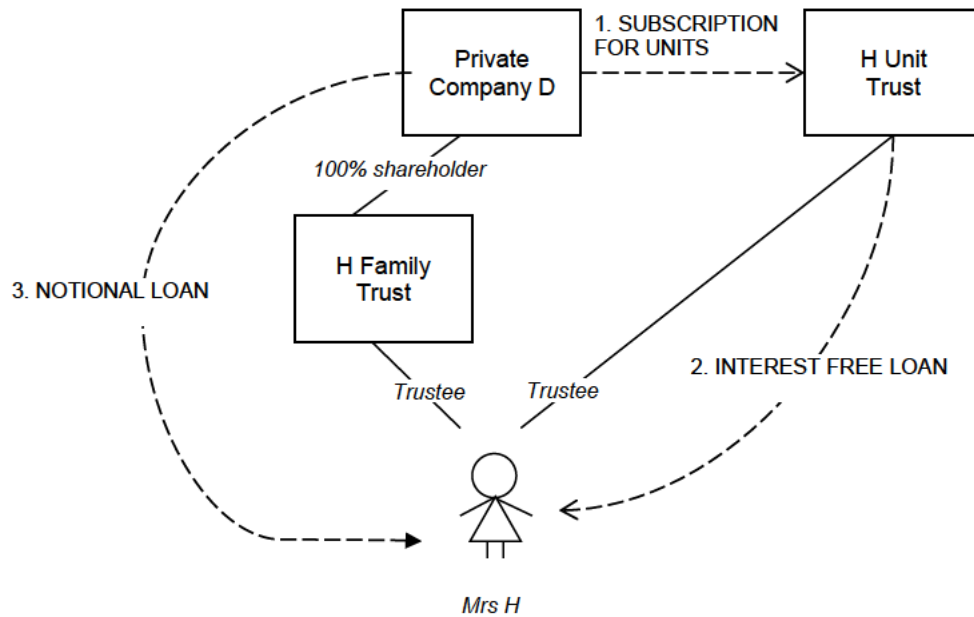 1. SUBSCRIPTION
FOR UNITS
Private
Company D
H Unit
Trust
100% shareholder
H Family
Trust
3. NOTIONAL LOAN
2. INTEREST FREE LOAN
Trustee
Trustee
Mrs H